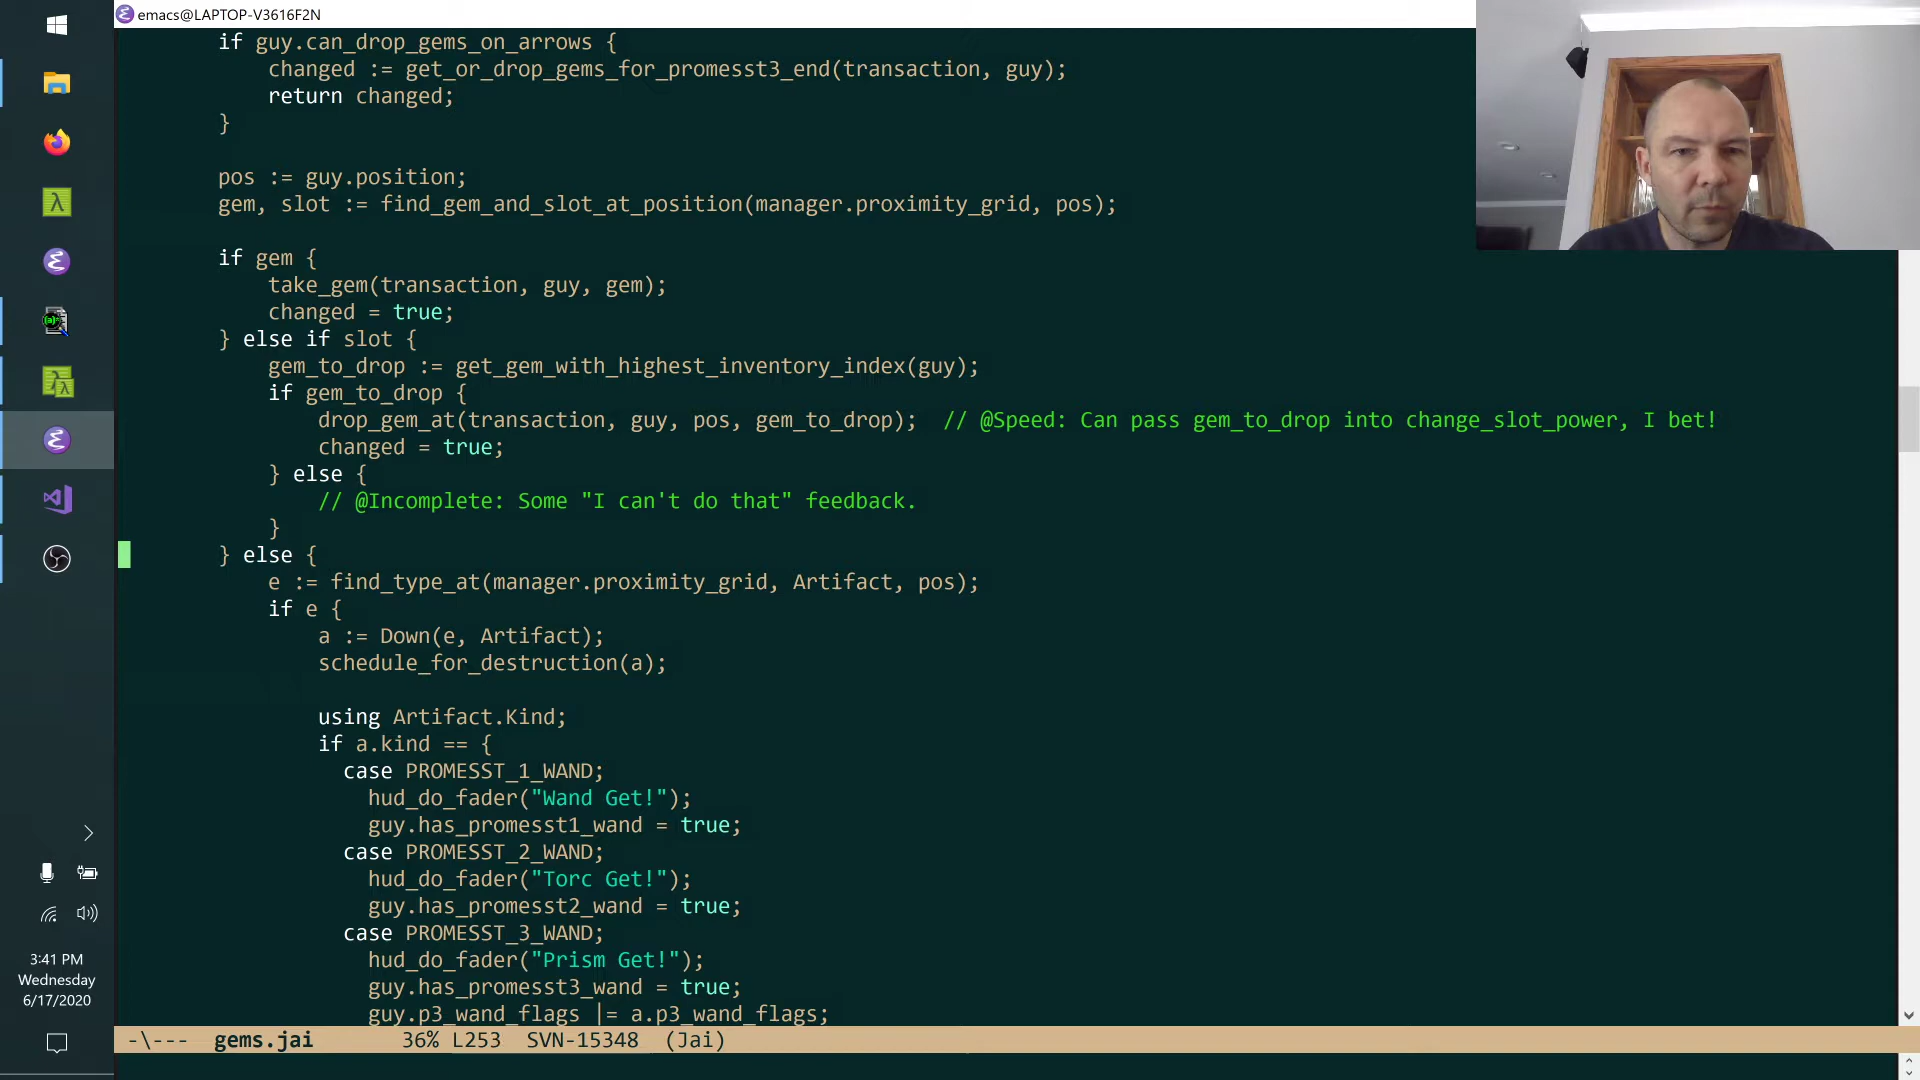 emacs@LAPTOP-V3616F2N
if guy.can_drop_gems_on_arrows {
changed := get_or_drop_gems_for_promesst3_end(transaction, guy);
return changed;
}
pos := guy.position;
gem, slot := find_gem_and_slot_at_position(manager.proximity_grid, pos);
if gem {
take_gem(transaction, guy, gem);
changed = true;
} else if slot {
gem_to_drop := get_gem_with_highest_inventory_index(guy);
if gem_to_drop {
drop_gem_at(transaction, guy, pos, gem_to_drop);  // @Speed: Can pass gem_to_drop into change_slot_power, I bet!
changed = true;
} else {
// @Incomplete: Some "I can't do that" feedback.
}
} else {
e := find_type_at(manager.proximity_grid, Artifact, pos);
if e {
a := Down(e, Artifact);
schedule_for_destruction(a);
using Artifact.Kind;
if a.kind == {
case PROMESST_1_WAND;
hud_do_fader("Wand Get!");
guy.has_promesst1_wand = true;
case PROMESST_2_WAND;
hud_do_fader("Torc Get!");
guy.has_promesst2_wand = true;
case PROMESST_3_WAND;
hud_do_fader("Prism Get!");
guy.has_promesst3_wand = true;
guy.p3_wand_flags |= a.p3_wand_flags;
-\--- gems.jai 36% L253 SVN-15348 (Jai)
3:41 PM
Wednesday
6/17/2020